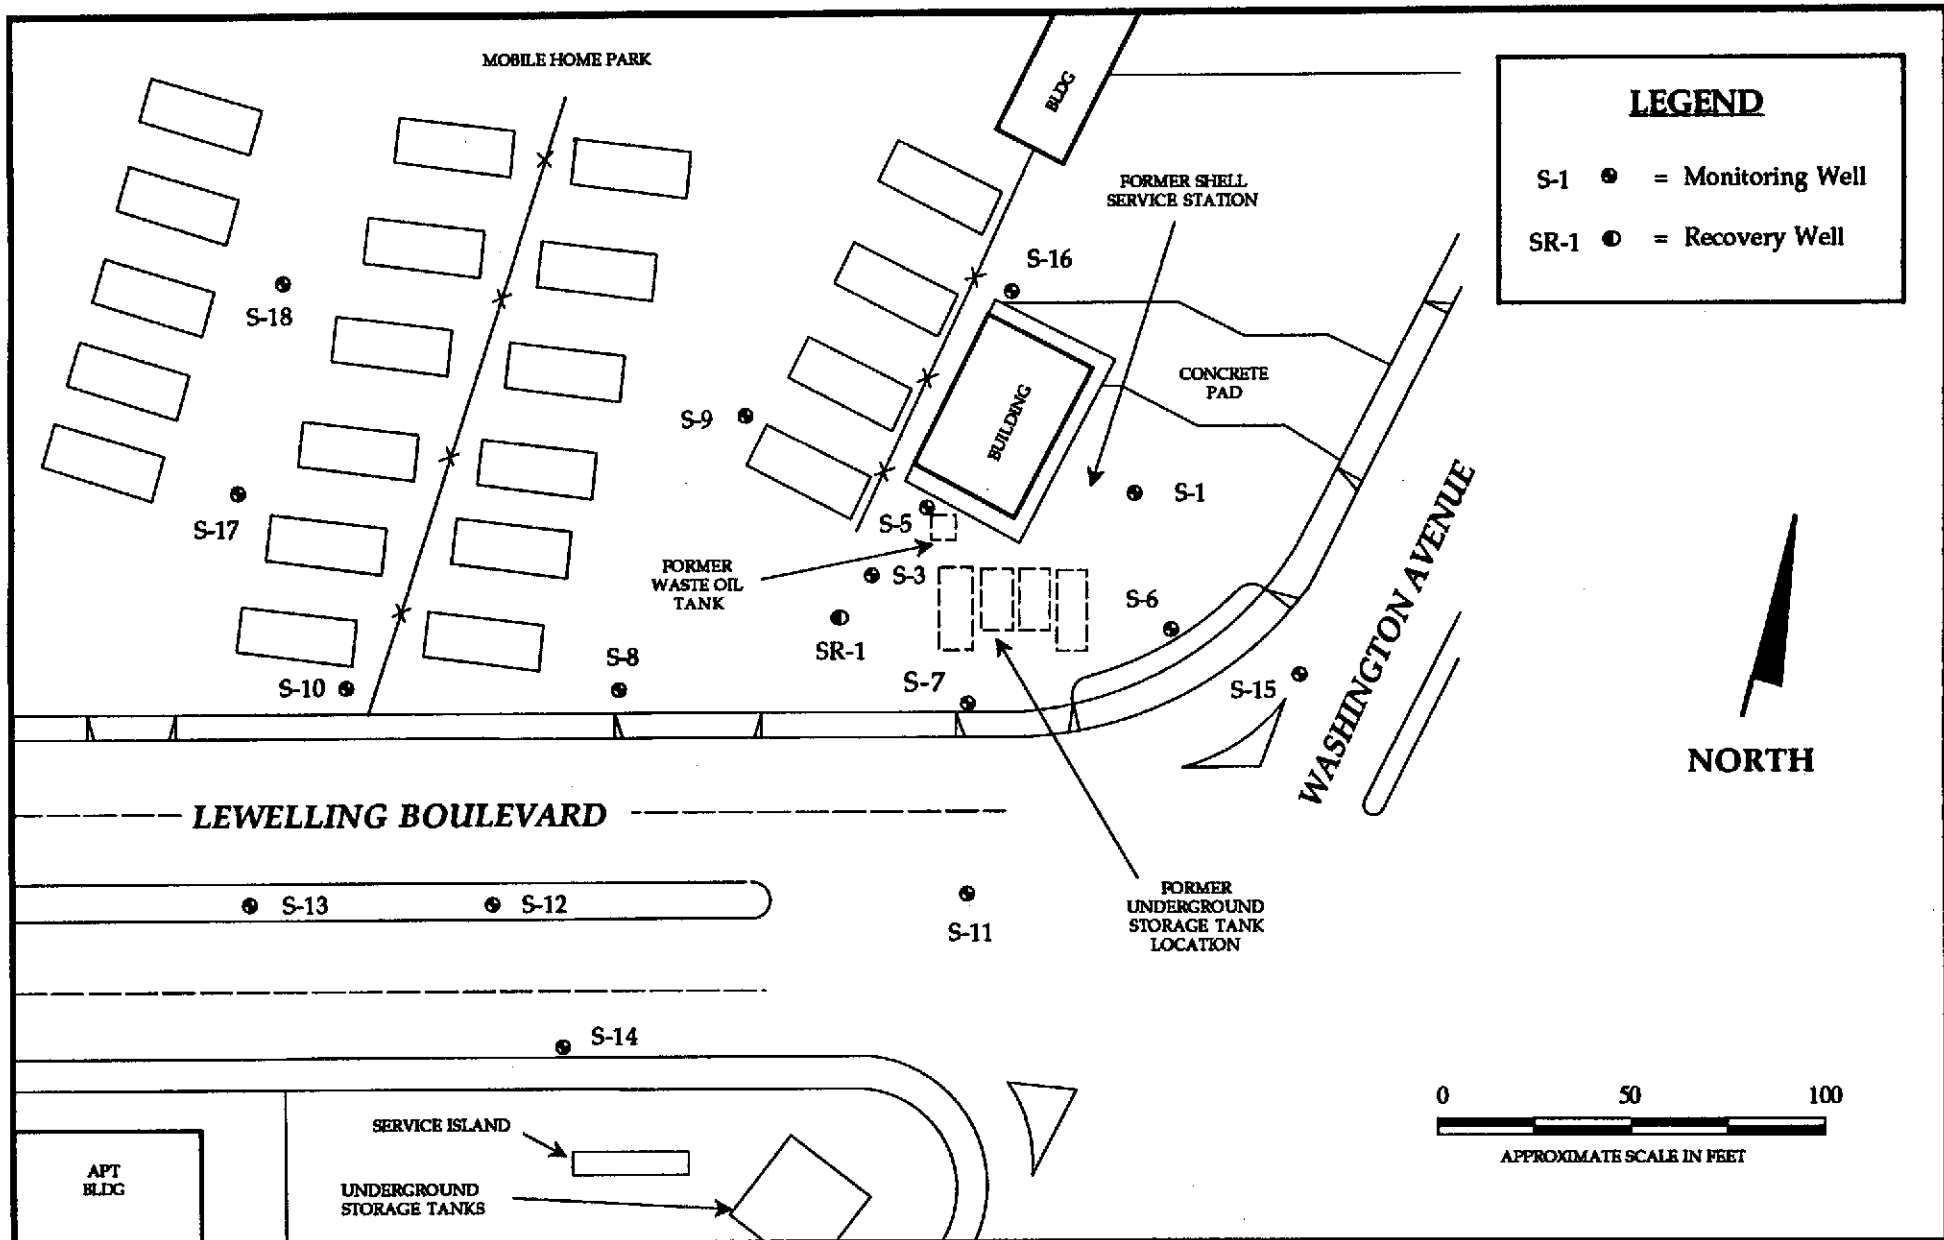 MOBILE HOME PARK
BLDG
LEGEND
S-1 = Monitoring Well
SR-1 = Recovery Well
FORMER SHELL
SERVICE STATION
S-16
S-18
CONCRETE
PAD
BUILDING
S-9
S-1
S-17
S-5
FORMER
WASTE OIL
TANK
S-3
S-6
SR-1
S-8
S-10
S-7
S-15
WASHINGTON AVENUE
NORTH
LEWELLING BOULEVARD
S-13
S-12
S-11
FORMER
UNDERGROUND
STORAGE TANK
LOCATION
S-14
0 50 100
APPROXIMATE SCALE IN FEET
SERVICE ISLAND
APT
BLDG
UNDERGROUND
STORAGE TANKS